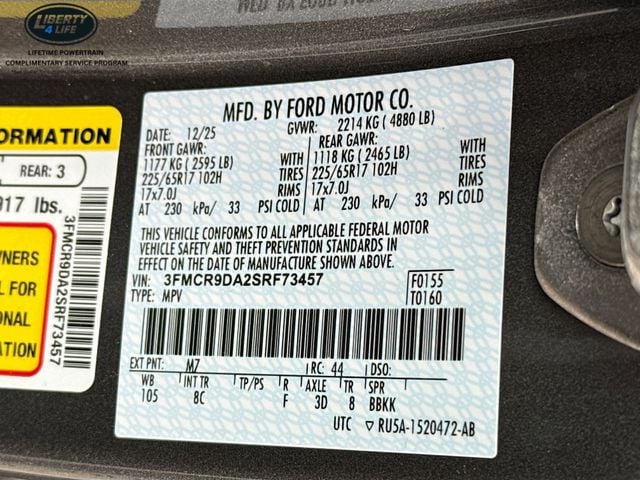 LIBERTY
4 LIFE
LIFETIME POWERTRAIN
COMPLIMENTARY SERVICE PROGRAM
ORMATION
REAR: 3
917 lbs.
WNERS
L FOR
ONAL
ATION
3FMCR9DA2SRF73457
MFD. BY FORD MOTOR CO.
DATE: 12/25 GVWR: 2214 KG ( 4880 LB)
FRONT GAWR: REAR GAWR:
1177 KG ( 2595 LB) WITH 1118 KG ( 2465 LB) WITH
225/65R17 102H TIRES 225/65R17 102H TIRES
17x7.0J RIMS 17x7.0J RIMS
AT 230 kPa/ 33 PSI COLD AT 230 kPa/ 33 PSI COLD
THIS VEHICLE CONFORMS TO ALL APPLICABLE FEDERAL MOTOR
VEHICLE SAFETY AND THEFT PREVENTION STANDARDS IN
EFFECT ON THE DATE OF MANUFACTURE SHOWN ABOVE.
VIN: 3FMCR9DA2SRF73457 F0155
TYPE: MPV T0160
EXT PNT: M7 RC: 44 DSO:
WB INT TR TP/PS R AXLE TR SPR
105 8C F 3D 8 BBKK
UTC ▽ RU5A-1520472-AB